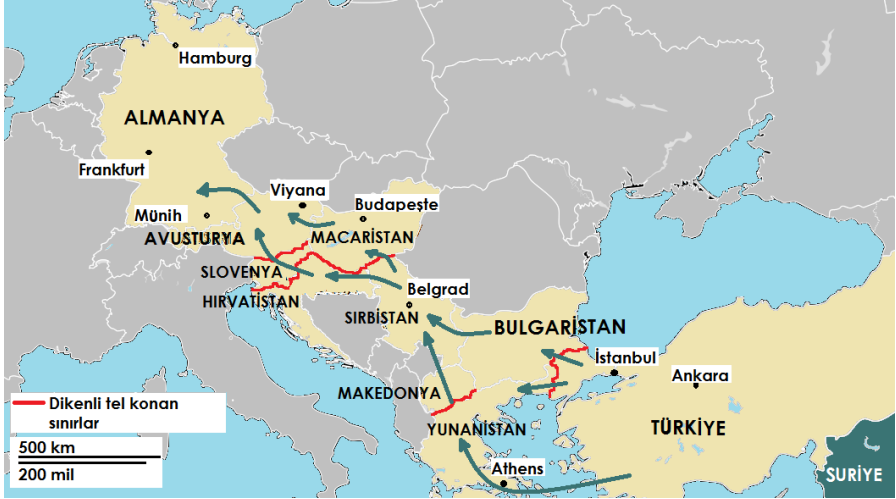 Hamburg
ALMANYA
Frankfurt
Viyana
Budapeşte
Münih
AVUSTURYA
MACARİSTAN
SLOVENYA
HIRVATİSTAN
Belgrad
SIRBİSTAN
BULGARİSTAN
İstanbul
Ankara
MAKEDONYA
YUNANİSTAN
TÜRKİYE
Athens
SURİYE
Dikenli tel konan
sınırlar
500 km
200 mil